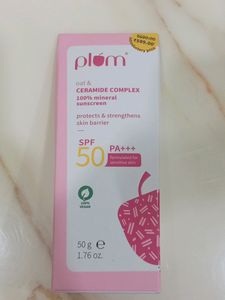 plum
oat &
CERAMIDE COMPLEX
100% mineral
sunscreen
protects & strengthens
skin barrier
SPF
50 PA+++
formulated for
sensitive skin
100%
VEGAN
50 g e
1.76 oz.